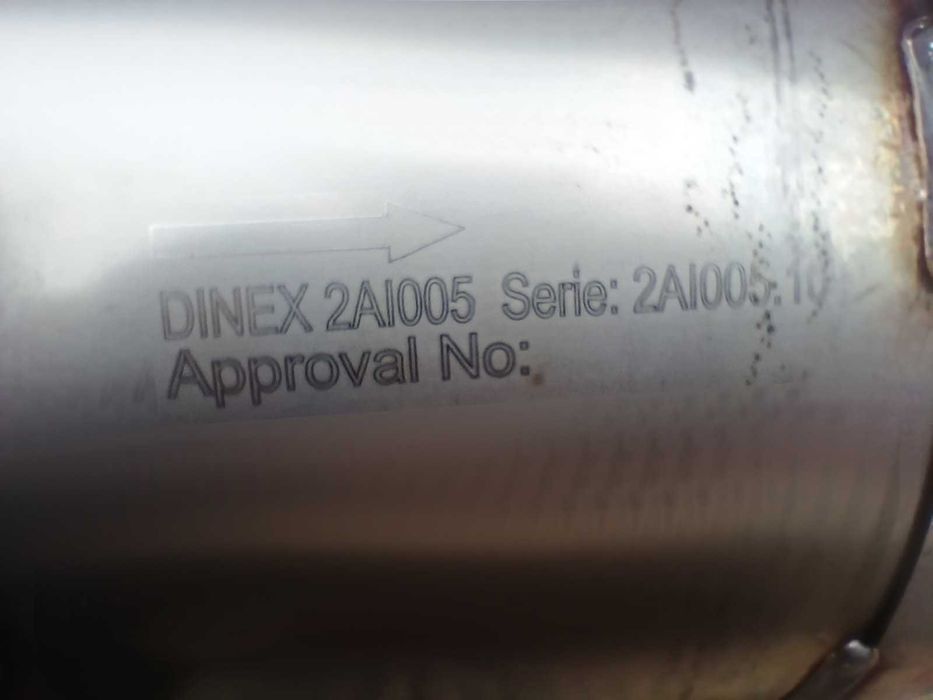 DINEX 2AI005 Serie: 2AI005.10
Approval No: